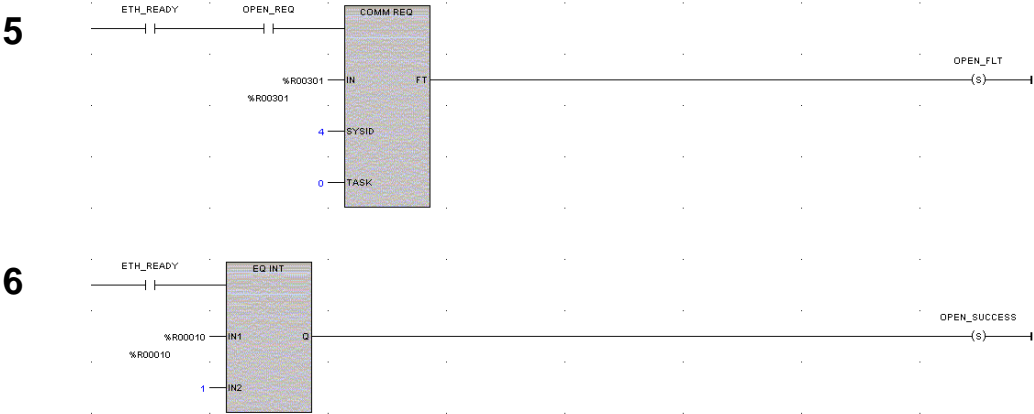 5
ETH_READY OPEN_REQ COMM REQ
OPEN_FLT
%R00301 IN FT (S)
%R00301
4 SYSID
0 TASK
6
ETH_READY EQ INT
OPEN_SUCCESS
%R00010 IN1 Q (S)
%R00010
1 IN2